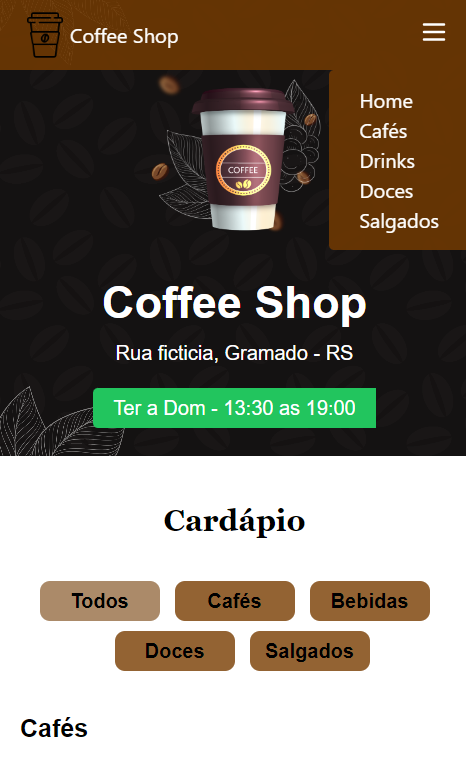 Coffee Shop
Home
Cafés
Drinks
Doces
Salgados
COFFEE
Coffee Shop
Rua ficticia, Gramado - RS
Ter a Dom - 13:30 as 19:00
Cardápio
Todos Cafés Bebidas
Doces Salgados
Cafés